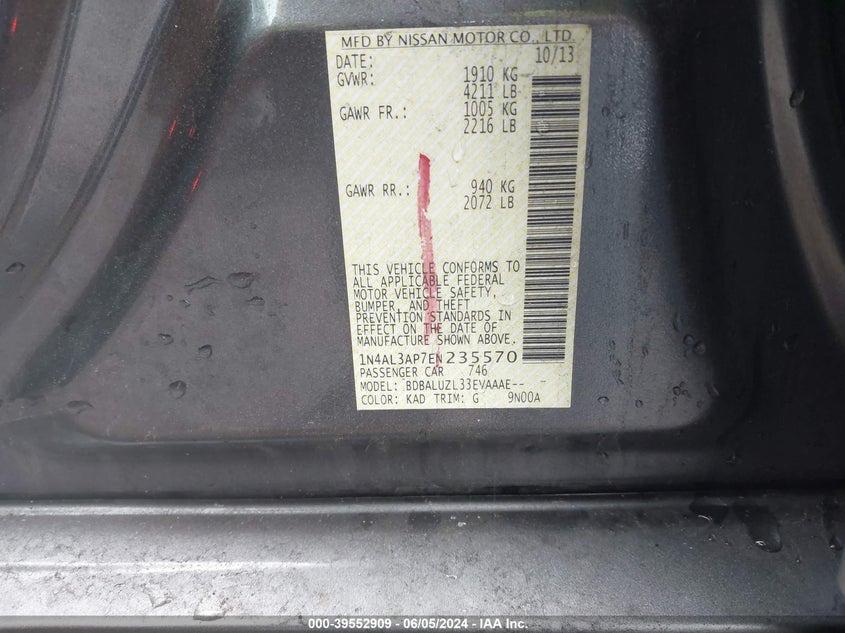 MFD BY NISSAN MOTOR CO., LTD.
DATE: 10/13
GVWR: 1910 KG
4211 LB
GAWR FR.: 1005 KG
2216 LB
GAWR RR.: 940 KG
2072 LB
THIS VEHICLE CONFORMS TO
ALL APPLICABLE FEDERAL
MOTOR VEHICLE SAFETY,
BUMPER, AND THEFT
PREVENTION STANDARDS IN
EFFECT ON THE DATE OF
MANUFACTURE SHOWN ABOVE.
1N4AL3AP7EN235570
PASSENGER CAR 746
MODEL: BDBALUZL33EVAAAE-- -
COLOR: KAD TRIM: G 9N00A
000-39552909 - 06/05/2024 - IAA Inc.